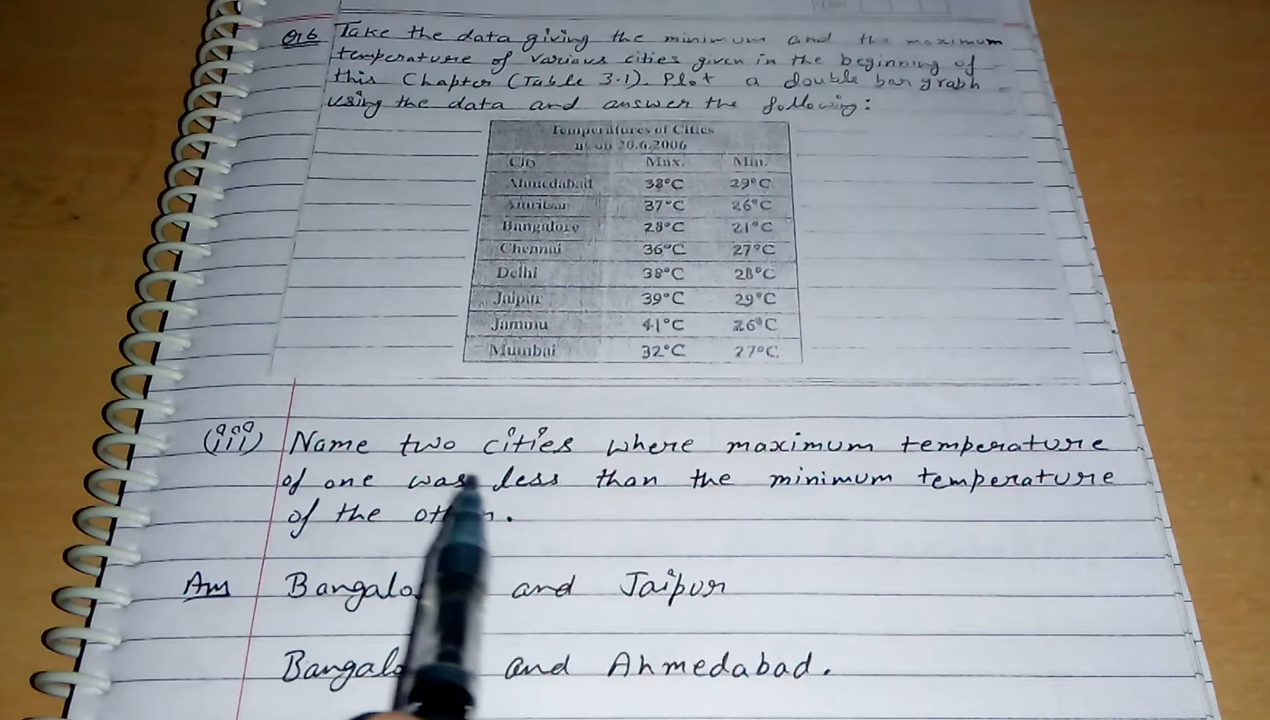 Q.6 Take the data giving the minimum and the maximum
temperature of various cities given in the beginning of
this Chapter (Table 3.1). Plot a double bar graph
using the data and answer the following:
Temperatures of Cities
as on 20.6.2006
City Max. Min.
Ahmedabad 38°C 29°C
Amritsar 37°C 26°C
Bangalore 28°C 21°C
Chennai 36°C 27°C
Delhi 38°C 28°C
Jaipur 39°C 29°C
Jammu 41°C 26°C
Mumbai 32°C 27°C
(iii) Name two cities where maximum temperature
of one was less than the minimum temperature
of the
Ans Bangalo and Jaipur
Bangalo and Ahmedabad.